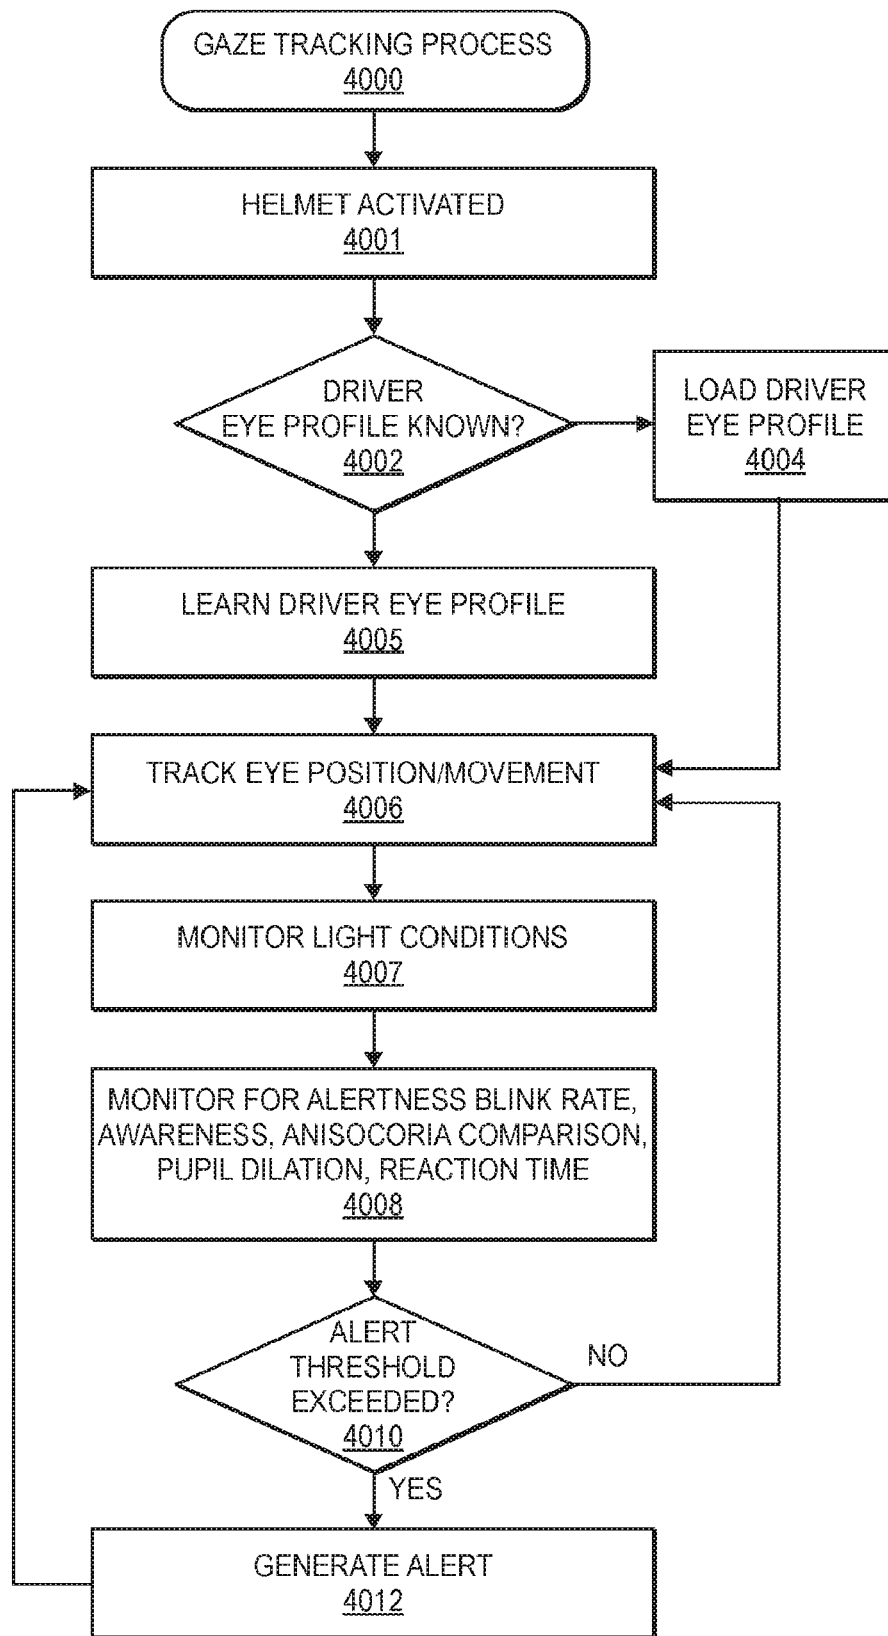 GAZE TRACKING PROCESS
4000
HELMET ACTIVATED
4001
DRIVER
EYE PROFILE KNOWN?
4002
LOAD DRIVER
EYE PROFILE
4004
LEARN DRIVER EYE PROFILE
4005
TRACK EYE POSITION/MOVEMENT
4006
MONITOR LIGHT CONDITIONS
4007
MONITOR FOR ALERTNESS BLINK RATE,
AWARENESS, ANISOCORIA COMPARISON,
PUPIL DILATION, REACTION TIME
4008
ALERT
THRESHOLD
EXCEEDED?
4010
NO
YES
GENERATE ALERT
4012